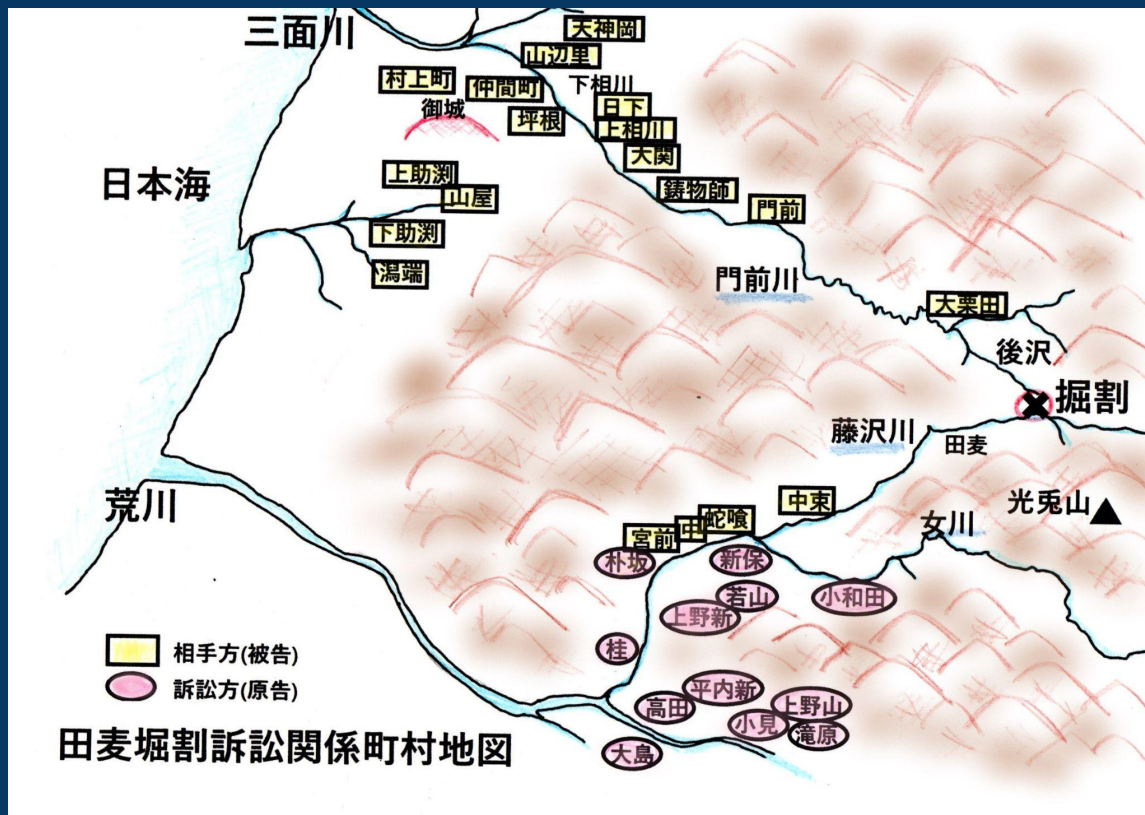 三面川
天神岡
山辺里
村上町
仲間町
下相川
御城
日下
坪根
上相川
大関
日本海
上助渕
鋳物師
山屋
門前
下助渕
潟端
門前川
大栗田
後沢
掘割
藤沢川
田麦
荒川
光兎山
中束
蛇喰
中
女川
宮前
朴坂
新保
若山
小和田
上野新
桂
相手方(被告)
訴訟方(原告)
平内新
高田
上野山
小見
滝原
大島
田麦堀割訴訟関係町村地図